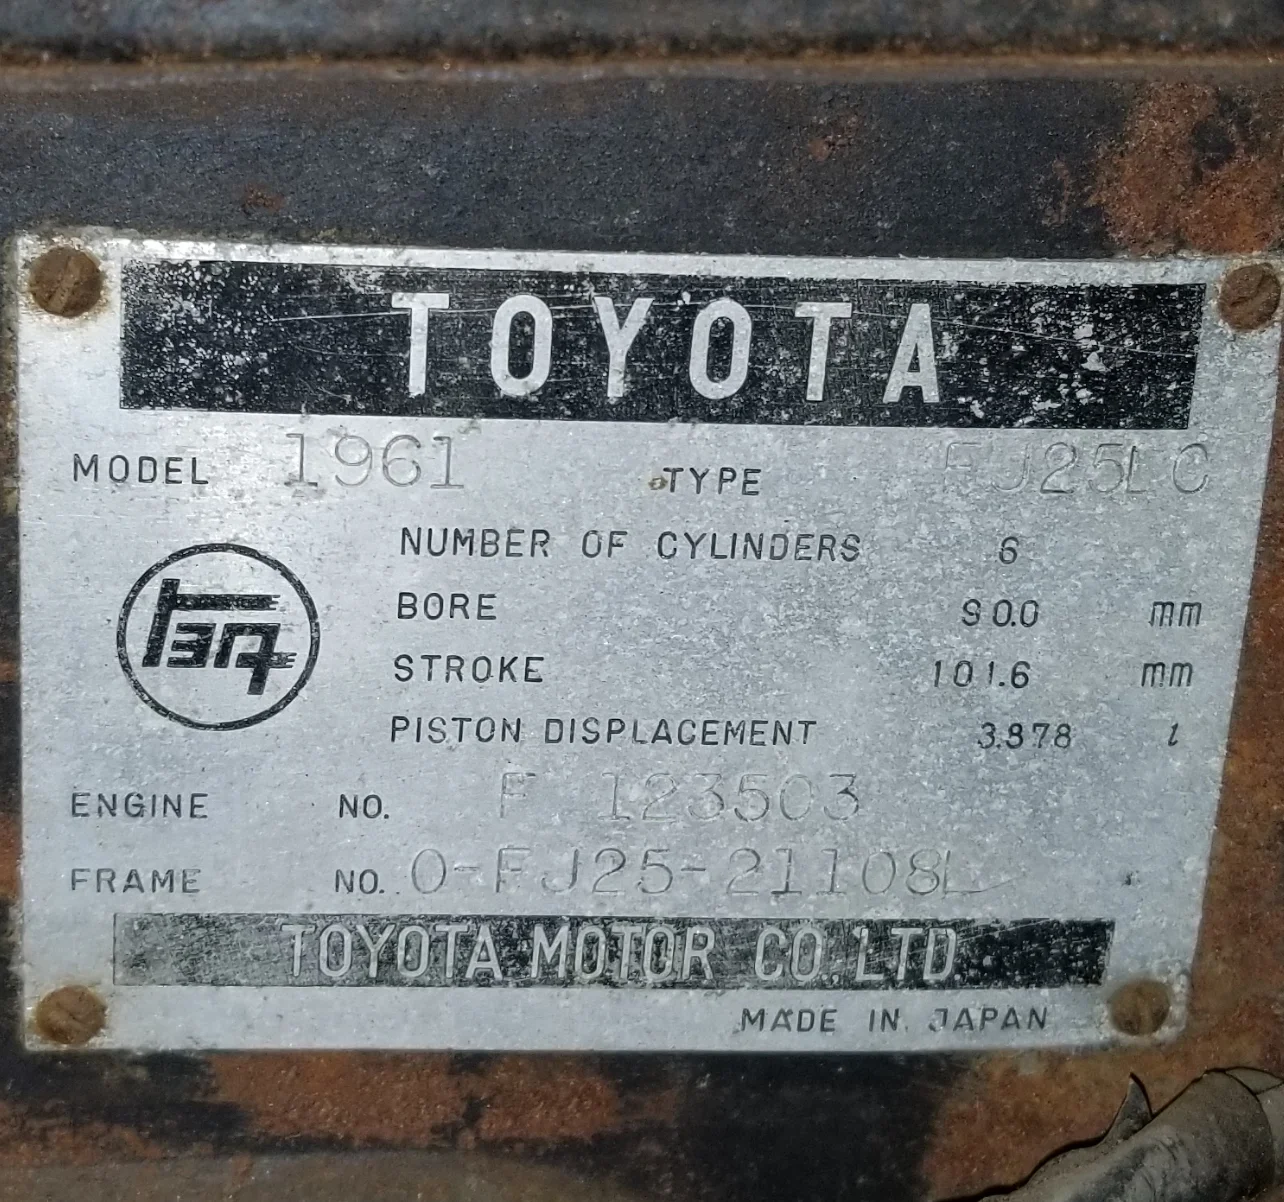 TOYOTA
MODEL 1961 TYPE FJ25LC
NUMBER OF CYLINDERS 6
BORE 90.0 mm
STROKE 101.6 mm
PISTON DISPLACEMENT 3.878 l
ENGINE NO. F 123503
FRAME NO. 0-FJ25-21108L
TOYOTA MOTOR CO. LTD.
MADE IN JAPAN